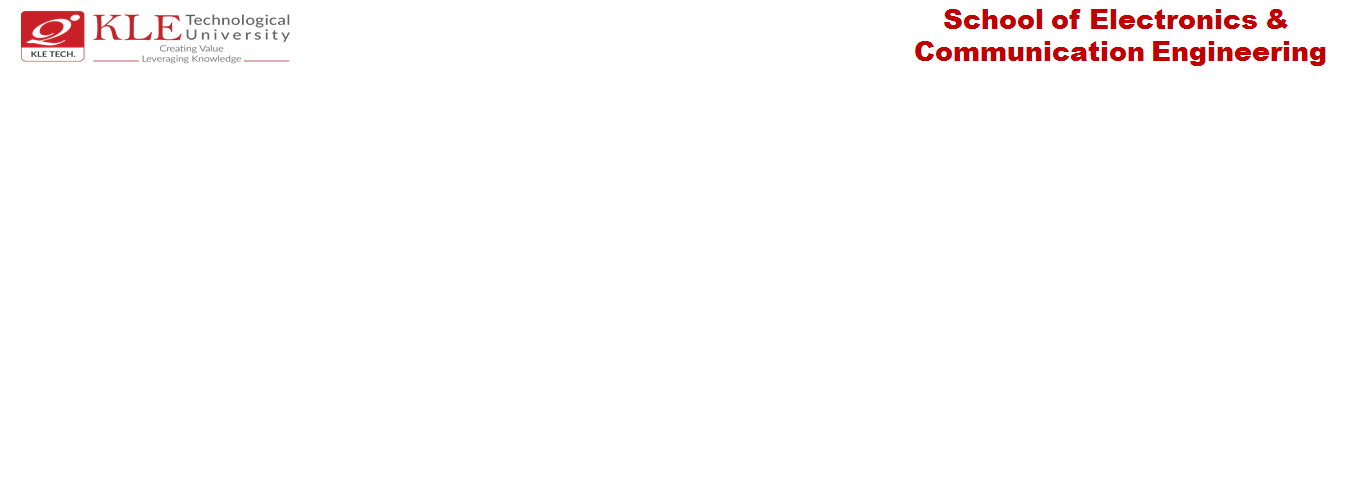 KLE TECH.
KLE Technological University
Creating Value
Leveraging Knowledge
School of Electronics &
Communication Engineering